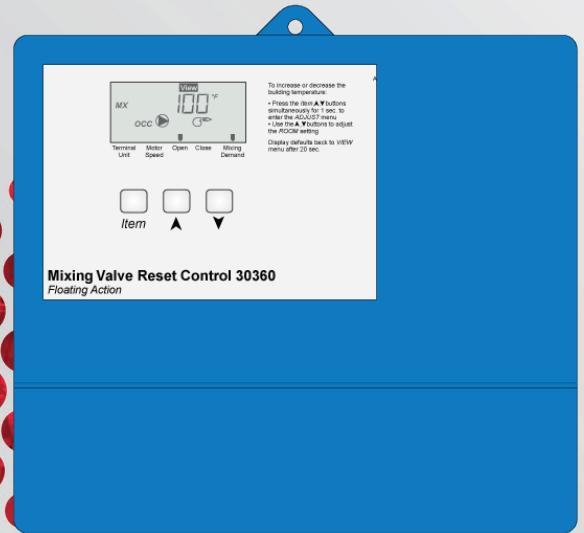 View
MX
100 °F
OCC
Terminal Unit
Motor Speed
Open
Close
Mixing Demand
To increase or decrease the
building temperature:
• Press the Item▲▼buttons
simultaneously for 1 sec. to
enter the ADJUST menu
• Use the▲▼buttons to adjust
the ROOM setting
Display defaults back to VIEW
menu after 20 sec.
A
Item
Mixing Valve Reset Control 30360
Floating Action